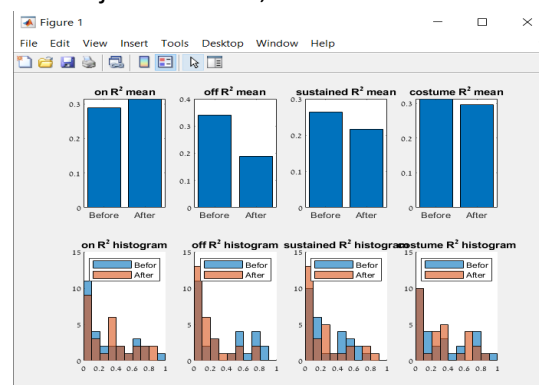 Figure 1
File Edit View Insert Tools Desktop Window Help
on R² mean
0.3
0.2
0.1
0
Before After
off R² mean
0.4
0.3
0.2
0.1
0
Before After
sustained R² mean
0.3
0.2
0.1
0
Before After
costume R² mean
0.3
0.2
0.1
0
Before After
on R² histogram
Befor
After
15
10
5
0
0 0.2 0.4 0.6 0.8 1
off R² histogram
Befor
After
15
10
5
0
0 0.2 0.4 0.6 0.8 1
sustained R² histogram
Befor
After
15
10
5
0
0 0.2 0.4 0.6 0.8 1
costume R² histogram
Befor
After
15
10
5
0
0 0.2 0.4 0.6 0.8 1